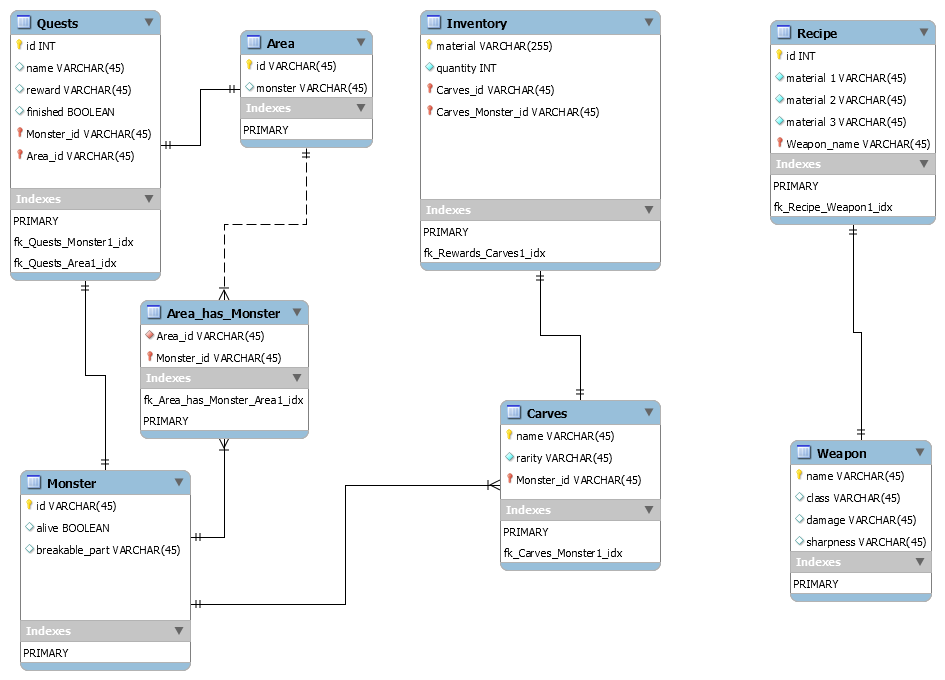 Quests
id INT
name VARCHAR(45)
reward VARCHAR(45)
finished BOOLEAN
Monster_id VARCHAR(45)
Area_id VARCHAR(45)
Indexes
PRIMARY
fk_Quests_Monster1_idx
fk_Quests_Area1_idx
Area
id VARCHAR(45)
monster VARCHAR(45)
Indexes
PRIMARY
Inventory
material VARCHAR(255)
quantity INT
Carves_id VARCHAR(45)
Carves_Monster_id VARCHAR(45)
Indexes
PRIMARY
fk_Rewards_Carves1_idx
Recipe
id INT
material 1 VARCHAR(45)
material 2 VARCHAR(45)
material 3 VARCHAR(45)
Weapon_name VARCHAR(45)
Indexes
PRIMARY
fk_Recipe_Weapon1_idx
Area_has_Monster
Area_id VARCHAR(45)
Monster_id VARCHAR(45)
Indexes
fk_Area_has_Monster_Area1_idx
PRIMARY
Monster
id VARCHAR(45)
alive BOOLEAN
breakable_part VARCHAR(45)
Indexes
PRIMARY
Carves
name VARCHAR(45)
rarity VARCHAR(45)
Monster_id VARCHAR(45)
Indexes
PRIMARY
fk_Carves_Monster1_idx
Weapon
name VARCHAR(45)
class VARCHAR(45)
damage VARCHAR(45)
sharpness VARCHAR(45)
Indexes
PRIMARY